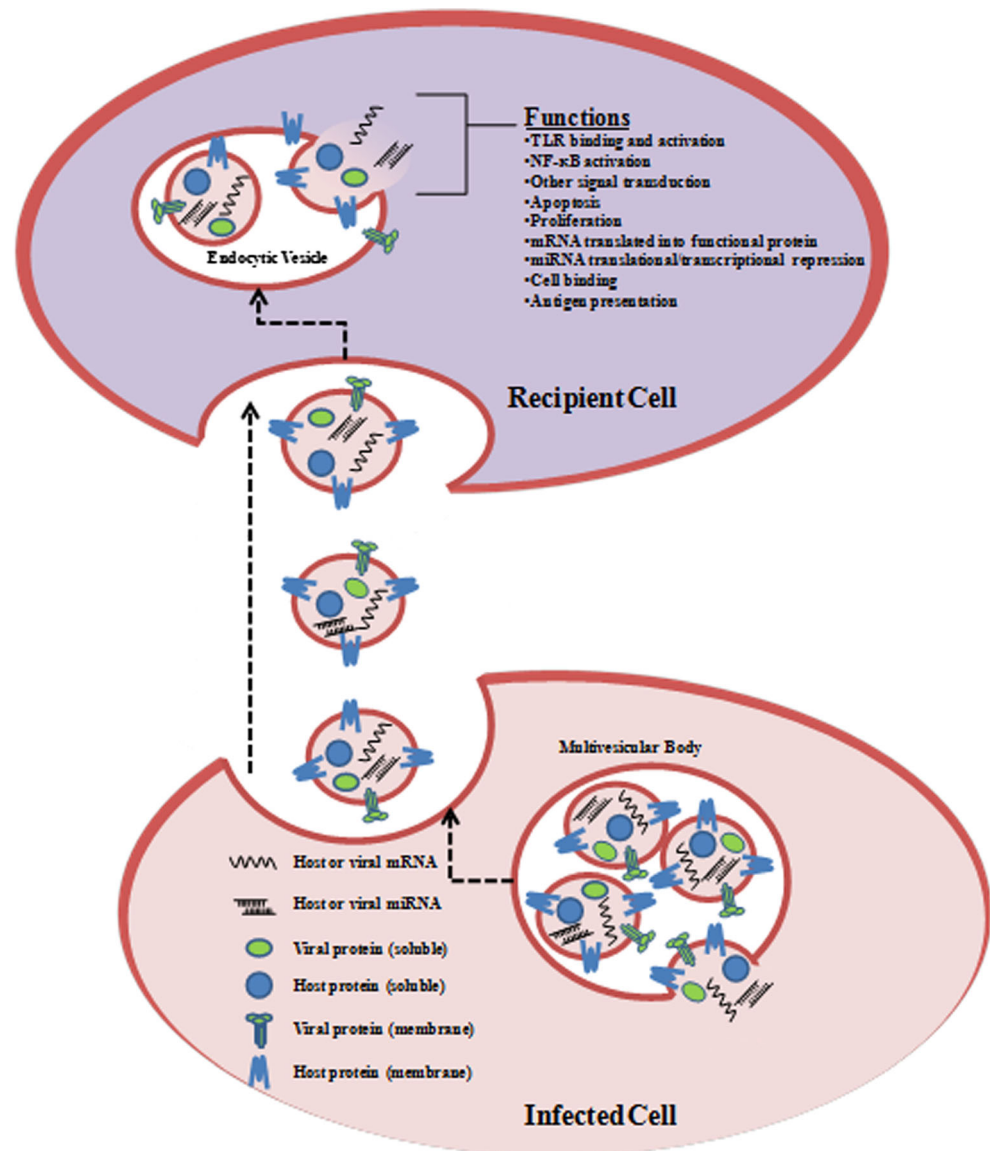 Functions
•TLR binding and activation
•NF-κB activation
•Other signal transduction
•Apoptosis
•Proliferation
•mRNA translated into functional protein
•miRNA translational/transcriptional repression
•Cell binding
•Antigen presentation
Endocytic Vesicle
Recipient Cell
Multivesicular Body
Host or viral mRNA
Host or viral miRNA
Viral protein (soluble)
Host protein (soluble)
Viral protein (membrane)
Host protein (membrane)
Infected Cell